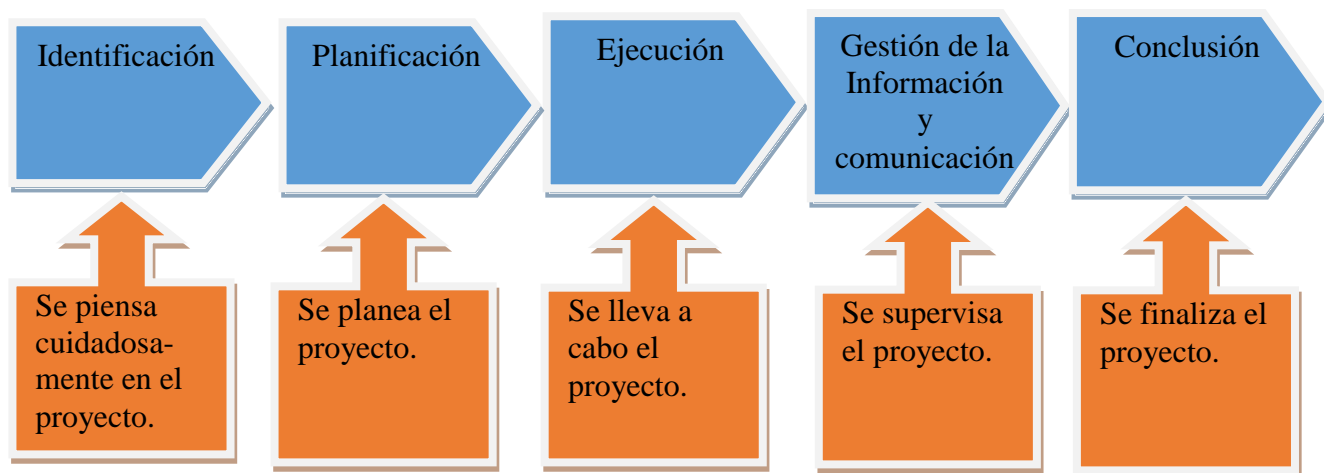 Identificación
Planificación
Ejecución
Gestión de la
Información
y
comunicación
Conclusión
Se piensa
cuidadosa-
mente en el
proyecto.
Se planea el
proyecto.
Se lleva a
cabo el
proyecto.
Se supervisa
el proyecto.
Se finaliza el
proyecto.